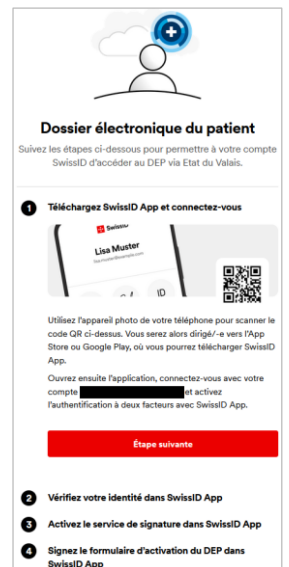 Dossier électronique du patient
Suivez les étapes ci-dessous pour permettre à votre compte
SwissID d'accéder au DEP via Etat du Valais.
1 Téléchargez SwissID App et connectez-vous
SwissID
Lisa Muster
ID
Utilisez l'appareil photo de votre téléphone pour scanner le
code QR ci-dessus. Vous serez alors dirigé/-e vers l'App
Store ou Google Play, où vous pourrez télécharger SwissID
App.
Ouvrez ensuite l'application, connectez-vous avec votre
compte et activez
l'authentification à deux facteurs avec SwissID App.
Étape suivante
2 Vérifiez votre identité dans SwissID App
3 Activez le service de signature dans SwissID App
4 Signez le formulaire d'activation du DEP dans
SwissID App